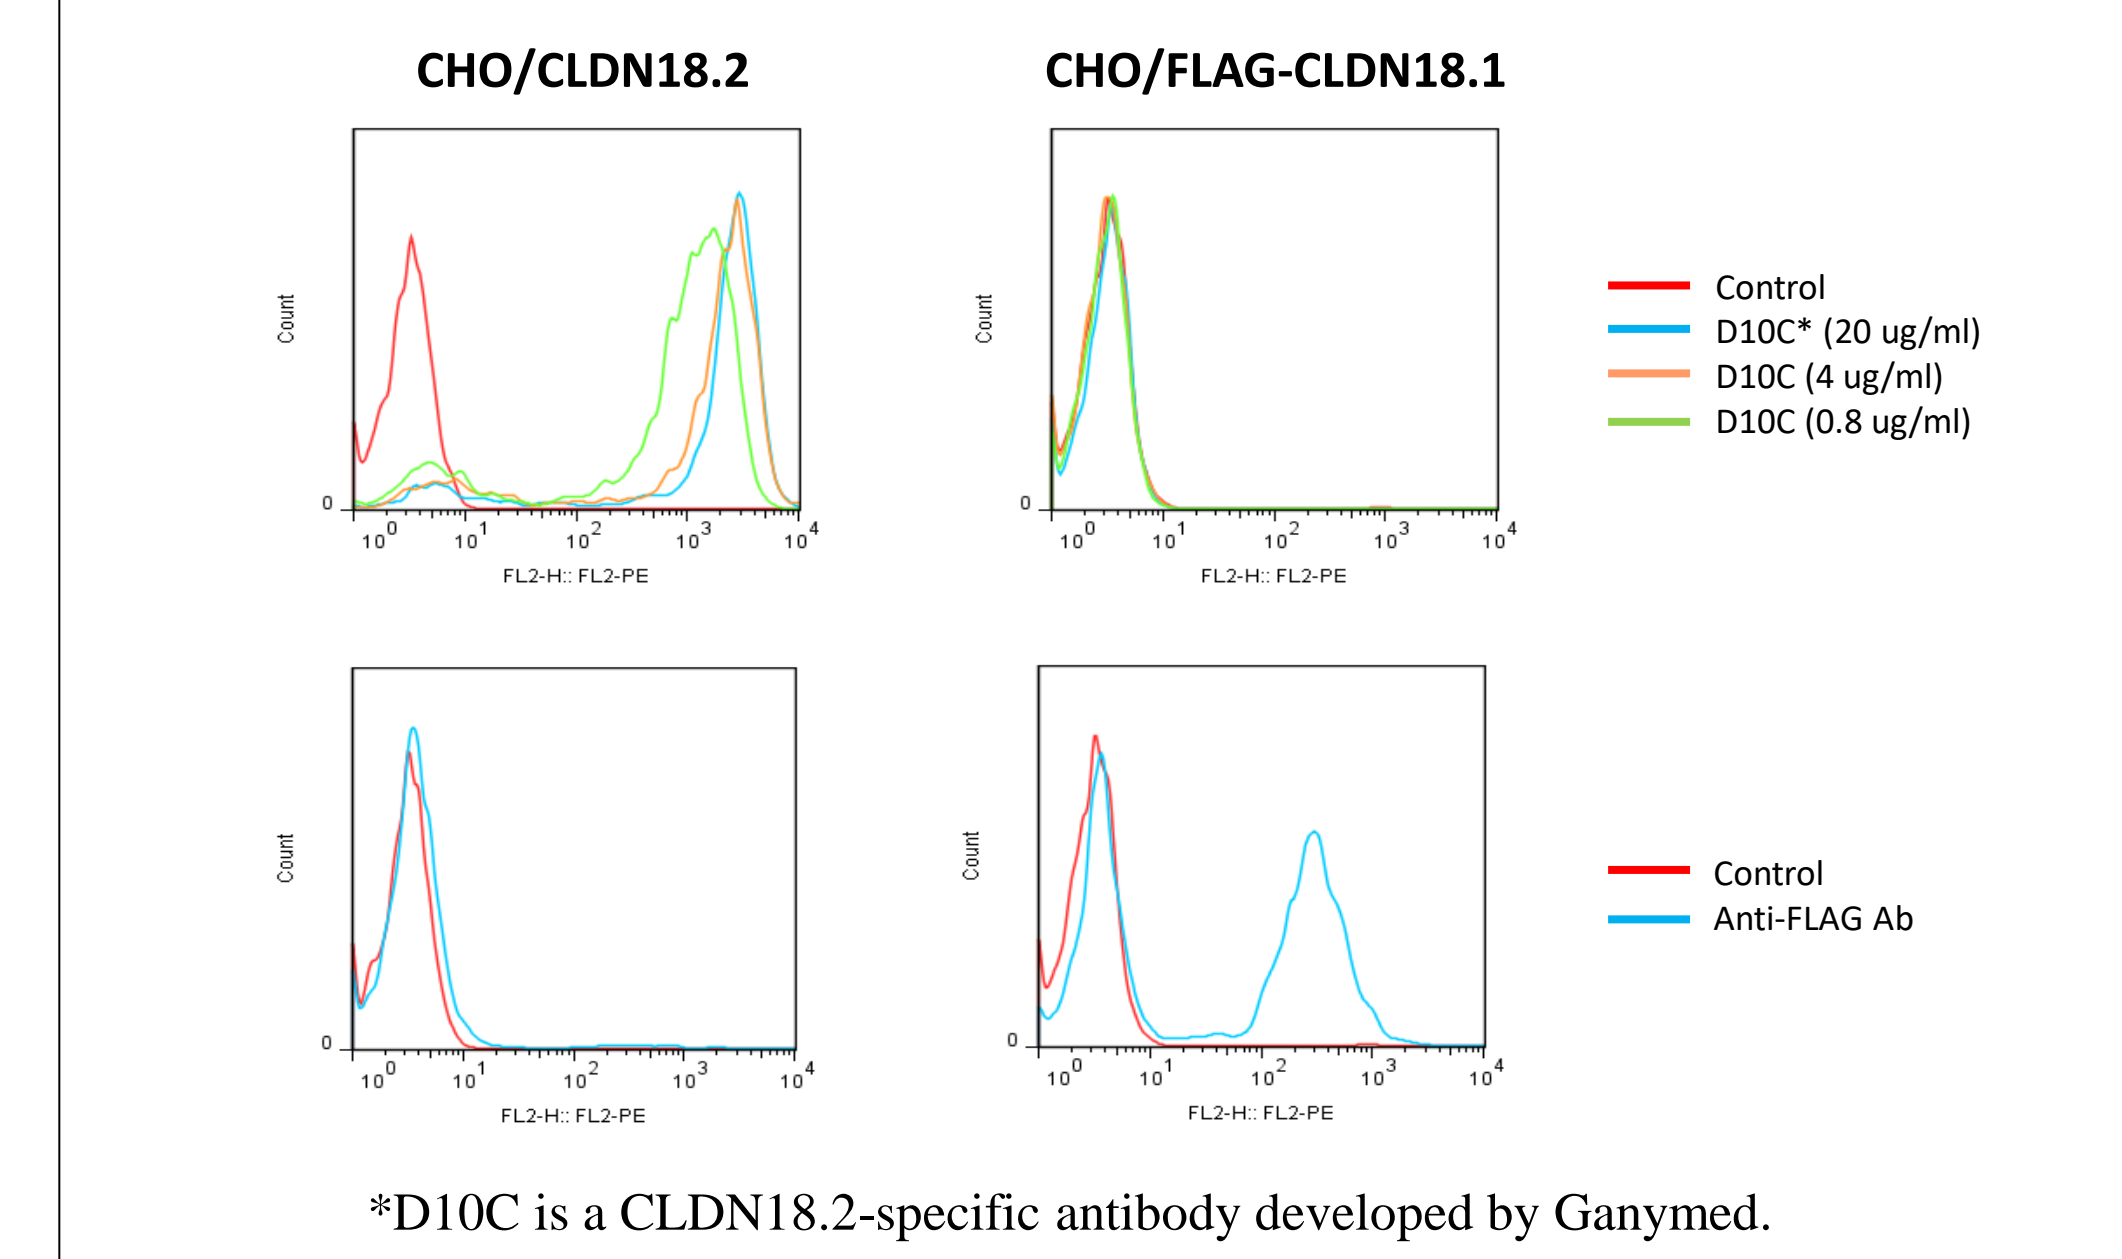 CHO/CLDN18.2
CHO/FLAG-CLDN18.1
Count
0
10^0 10^1 10^2 10^3 10^4
FL2-H:: FL2-PE
Count
0
10^0 10^1 10^2 10^3 10^4
FL2-H:: FL2-PE
Control
D10C* (20 ug/ml)
D10C (4 ug/ml)
D10C (0.8 ug/ml)
Count
0
10^0 10^1 10^2 10^3 10^4
FL2-H:: FL2-PE
Count
0
10^0 10^1 10^2 10^3 10^4
FL2-H:: FL2-PE
Control
Anti-FLAG Ab
*D10C is a CLDN18.2-specific antibody developed by Ganymed.